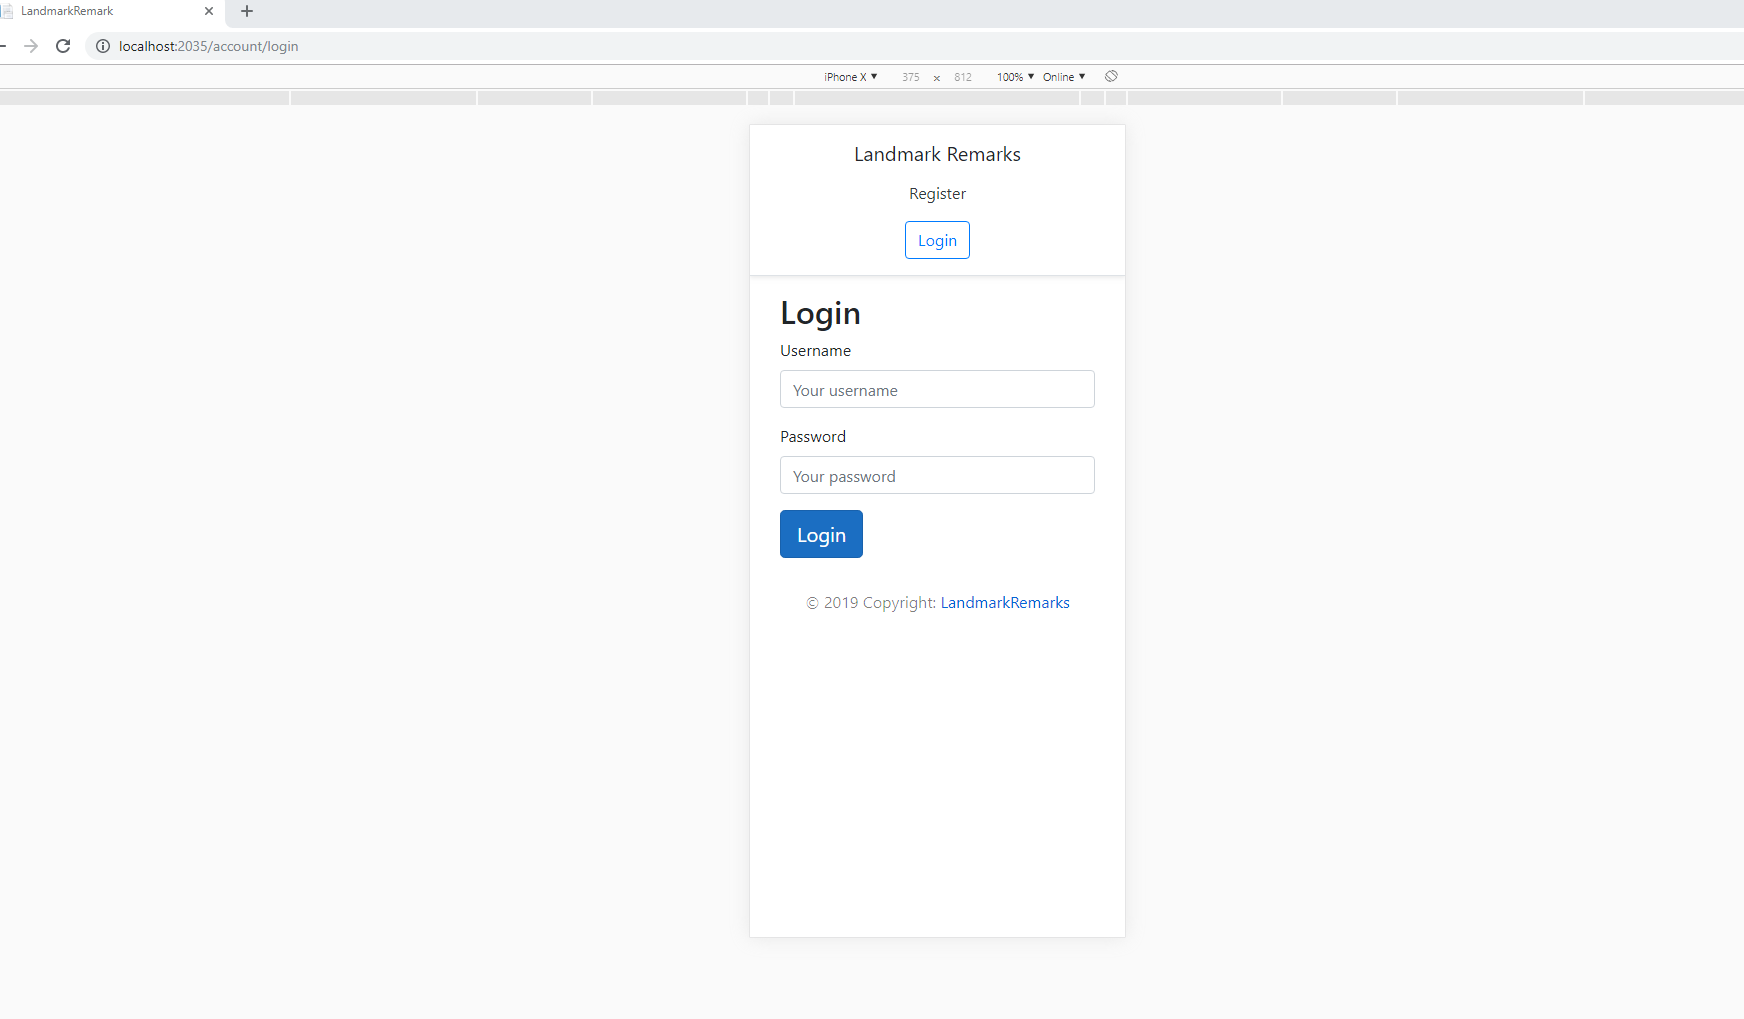 LandmarkRemark
localhost:2035/account/login
iPhone X 375 x 812 100% Online
Landmark Remarks
Register
Login
Login
Username
Your username
Password
Your password
Login
© 2019 Copyright: LandmarkRemarks